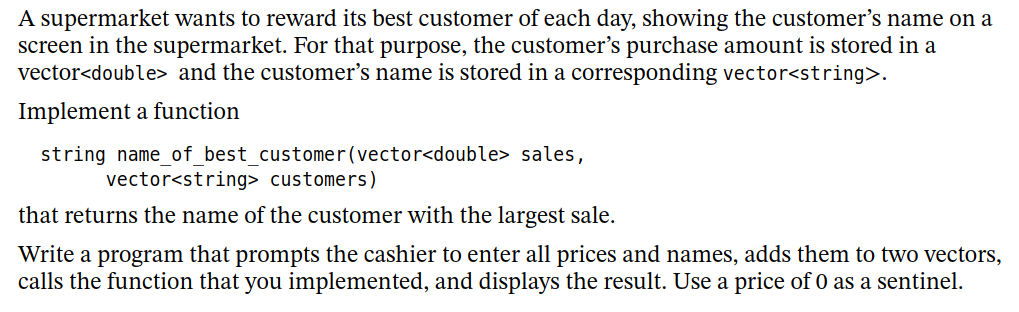 A supermarket wants to reward its best customer of each day, showing the customer’s name on a
screen in the supermarket. For that purpose, the customer’s purchase amount is stored in a
vector<double> and the customer’s name is stored in a corresponding vector<string>.
Implement a function
string name_of_best_customer(vector<double> sales,
vector<string> customers)
that returns the name of the customer with the largest sale.
Write a program that prompts the cashier to enter all prices and names, adds them to two vectors,
calls the function that you implemented, and displays the result. Use a price of 0 as a sentinel.